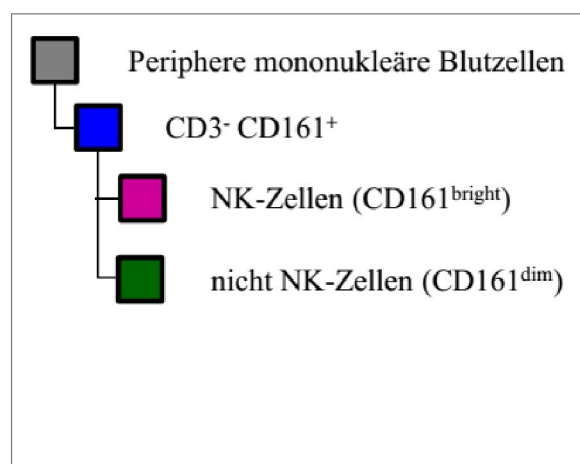 Periphere mononukleäre Blutzellen
CD3⁻ CD161⁺
NK-Zellen (CD161ᵇʳⁱᵍʰᵗ)
nicht NK-Zellen (CD161ᵈⁱᵐ)